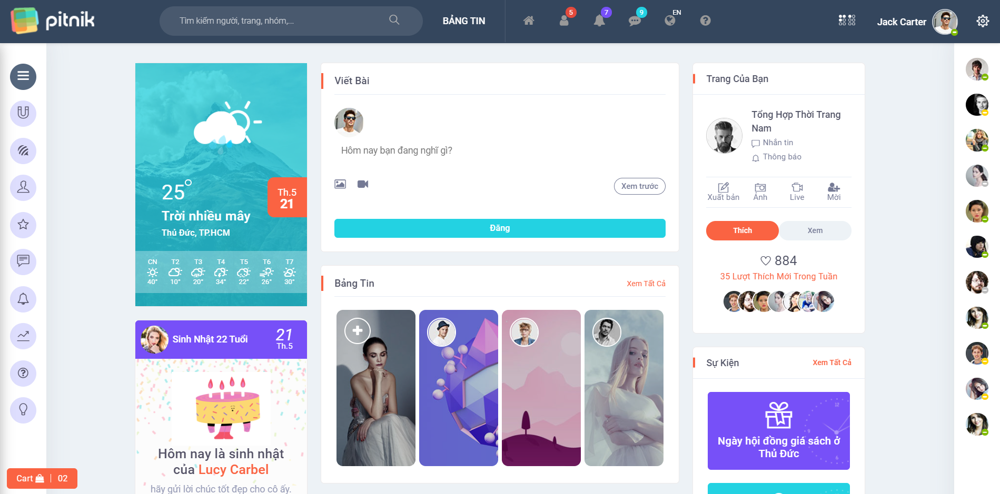 pitnik
Tìm kiếm người, trang, nhóm,...
BẢNG TIN
5
7
9
EN
Jack Carter
25°
Th.5
21
Trời nhiều mây
Thủ Đức, TP.HCM
CN T2 T3 T4 T5 T6 T7
40° 10° 20° 34° 22° 26° 30°
Sinh Nhật 22 Tuổi
21
Th.5
Hôm nay là sinh nhật
của Lucy Carbel
hãy gửi lời chúc tốt đẹp cho cô ấy.
Cart 02
Viết Bài
Hôm nay bạn đang nghĩ gì?
Xem trước
Đăng
Bảng Tin
Xem Tất Cả
Trang Của Bạn
Tổng Hợp Thời Trang
Nam
Nhắn tin
Thông báo
Xuất bản Ảnh Live Mời
Thích
Xem
884
35 Lượt Thích Mới Trong Tuần
Sự Kiện
Xem Tất Cả
12
9
6
Ngày hội đồng giá sách ở
Thủ Đức